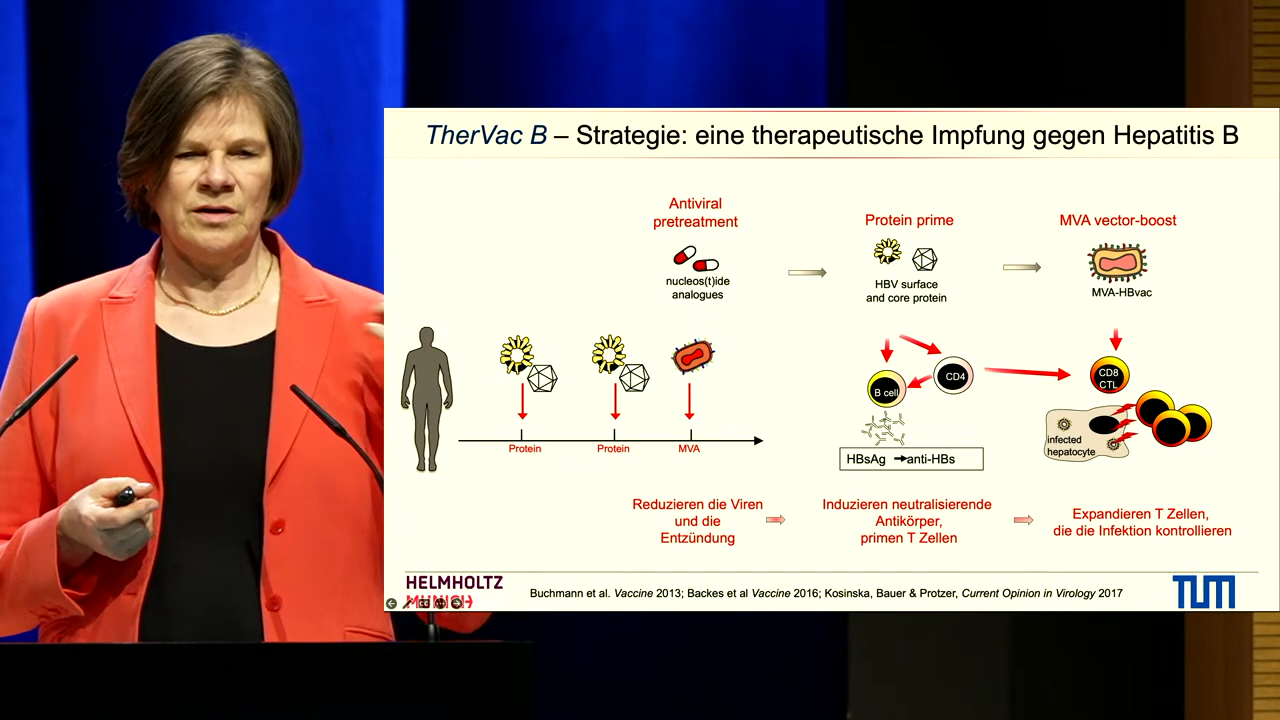 TherVac B – Strategie: eine therapeutische Impfung gegen Hepatitis B
Antiviral
pretreatment
nucleos(t)ide
analogues
Protein prime
HBV surface
and core protein
MVA vector-boost
MVA-HBvac
B cell
CD4
CD8
CTL
infected
hepatocyte
Protein
Protein
MVA
HBsAg ➔anti-HBs
Reduzieren die Viren
und die
Entzündung
Induzieren neutralisierende
Antikörper,
primen T Zellen
Expandieren T Zellen,
die die Infektion kontrollieren
HELMHOLTZ
MUNICH
Buchmann et al. Vaccine 2013; Backes et al Vaccine 2016; Kosinska, Bauer & Protzer, Current Opinion in Virology 2017
TUM